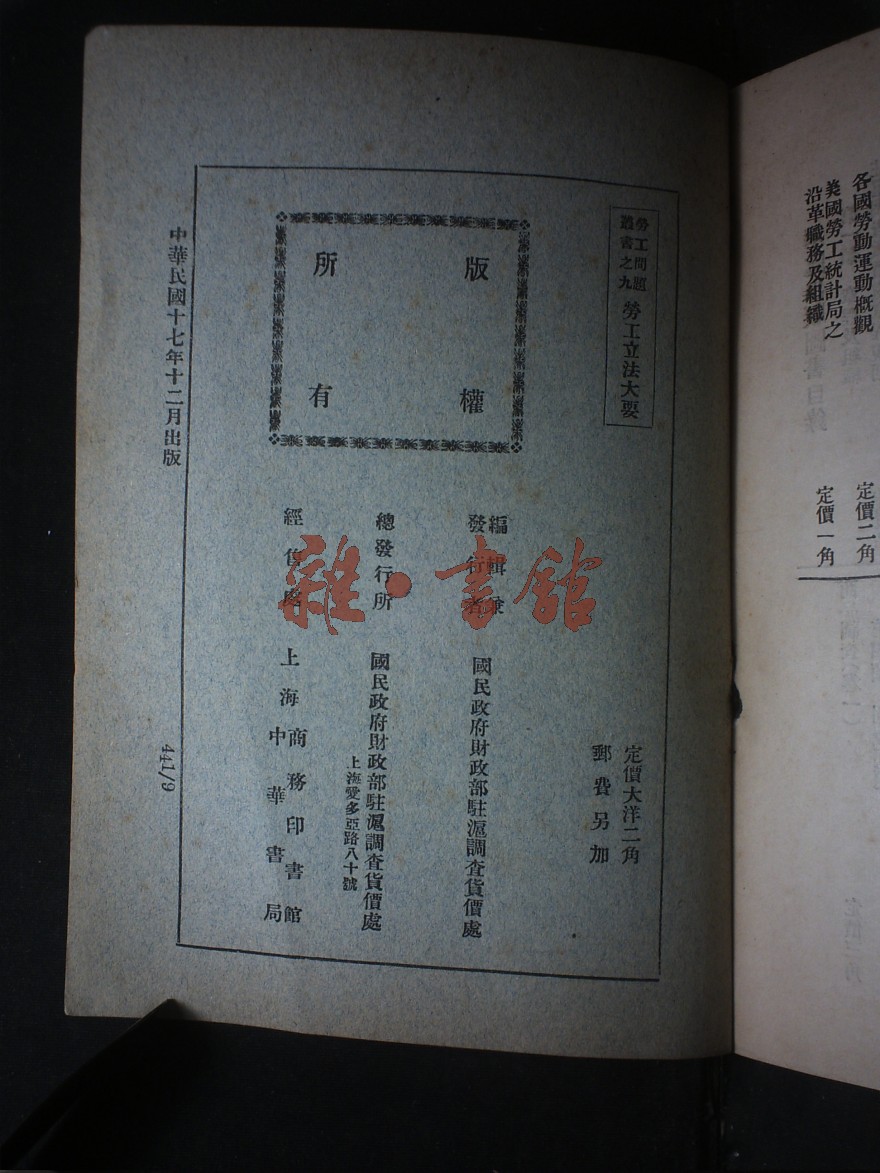 各國勞動運動概觀
定價二角
美國勞工統計局之
沿革職務及組織
定價一角
勞工問題
叢書之九
勞工立法大要
定價大洋二角
郵費另加
版權
所有
編輯兼
發行者
國民政府財政部駐滬調查貨價處
總發行所
國民政府財政部駐滬調查貨價處
上海愛多亞路八十號
經售處
上海商務印書館
中華書局
中華民國十七年十二月出版
441/9
雜·書館